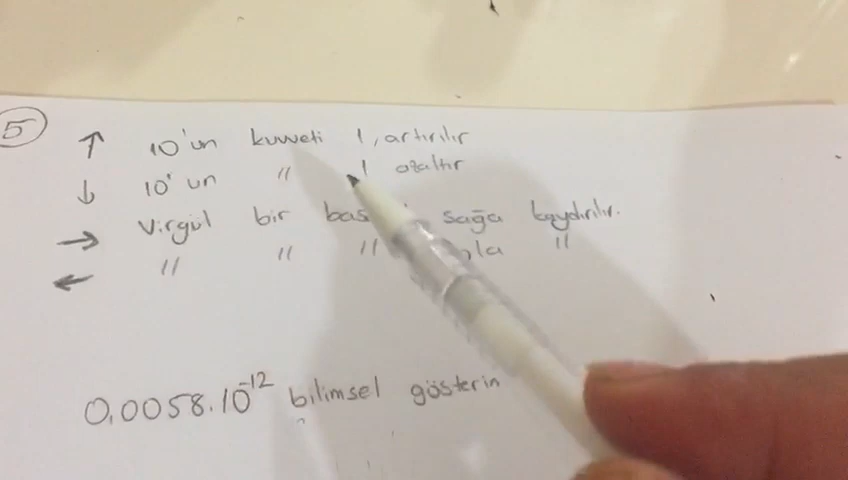 5
↑ 10'un kuvveti 1, artırılır
↓ 10'un " 1 azaltır
→ Virgül bir sağa kaydırılır.
← " " " "
0,0058.10⁻¹² bilimsel gösterin